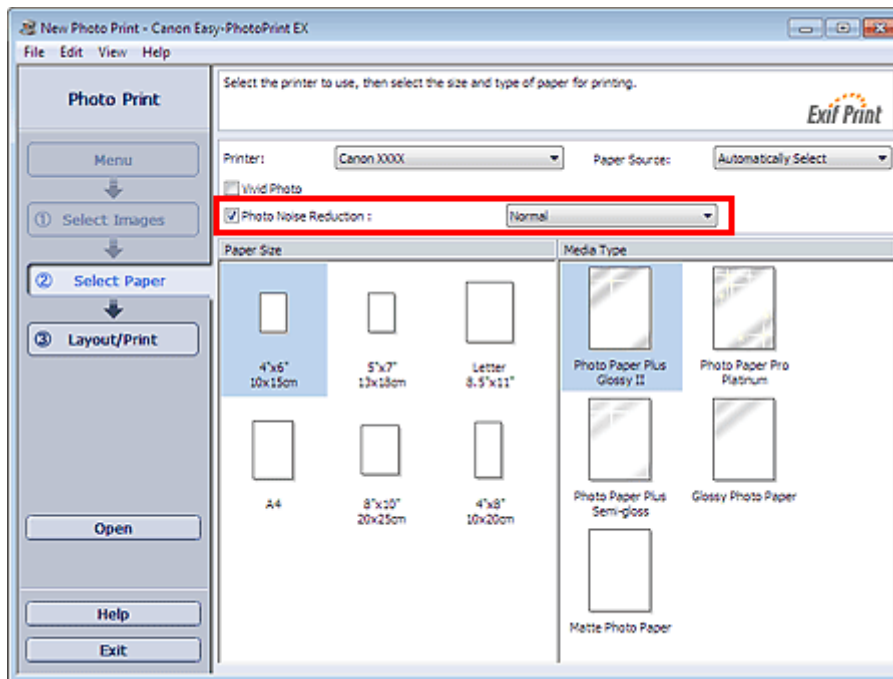 New Photo Print - Canon Easy-PhotoPrint EX
File Edit View Help
Photo Print
Select the printer to use, then select the size and type of paper for printing.
Exif Print
Menu
① Select Images
② Select Paper
③ Layout/Print
Open
Help
Exit
Printer: Canon XXXX Paper Source: Automatically Select
Vivid Photo
Photo Noise Reduction : Normal
Paper Size
4"x6"
10x15cm
5"x7"
13x18cm
Letter
8.5"x11"
A4
8"x10"
20x25cm
4"x8"
10x20cm
Media Type
Photo Paper Plus
Glossy II
Photo Paper Pro
Platinum
Photo Paper Plus
Semi-gloss
Glossy Photo Paper
Matte Photo Paper